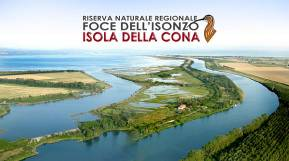 RISERVA NATURALE REGIONALE
FOCE DELL'ISONZO
ISOLA DELLA CONA